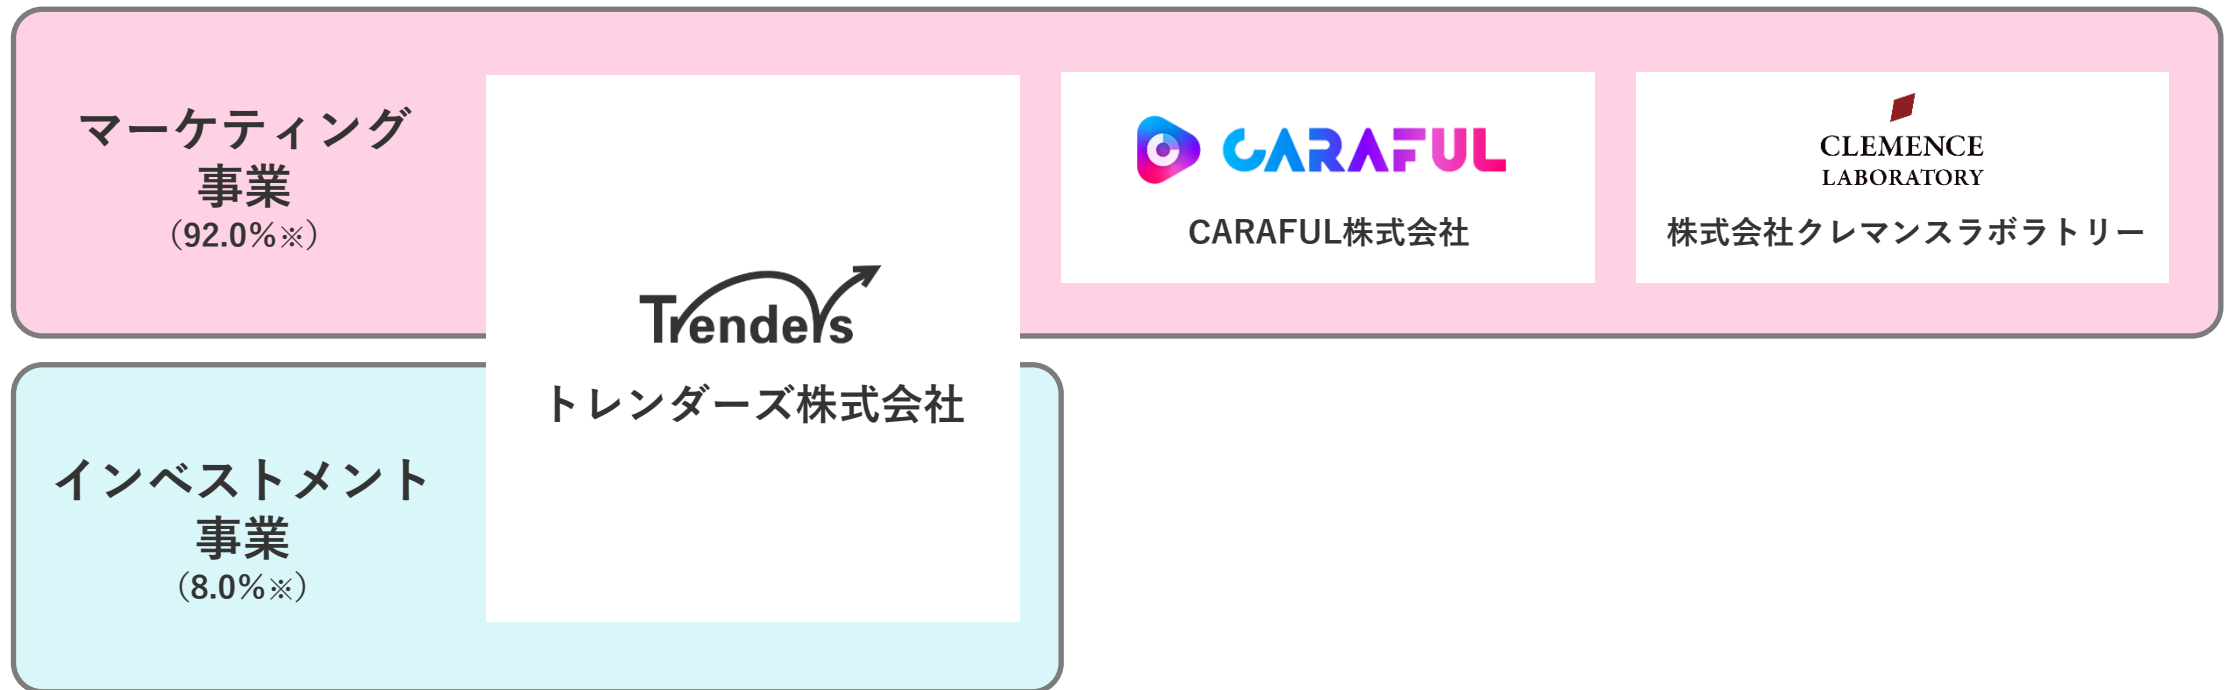 マーケティング
事業
（92.0%※）
Trenders
トレンダーズ株式会社
CARAFUL
CARAFUL株式会社
CLEMENCE
LABORATORY
株式会社クレマンスラボラトリー
インベストメント
事業
（8.0%※）